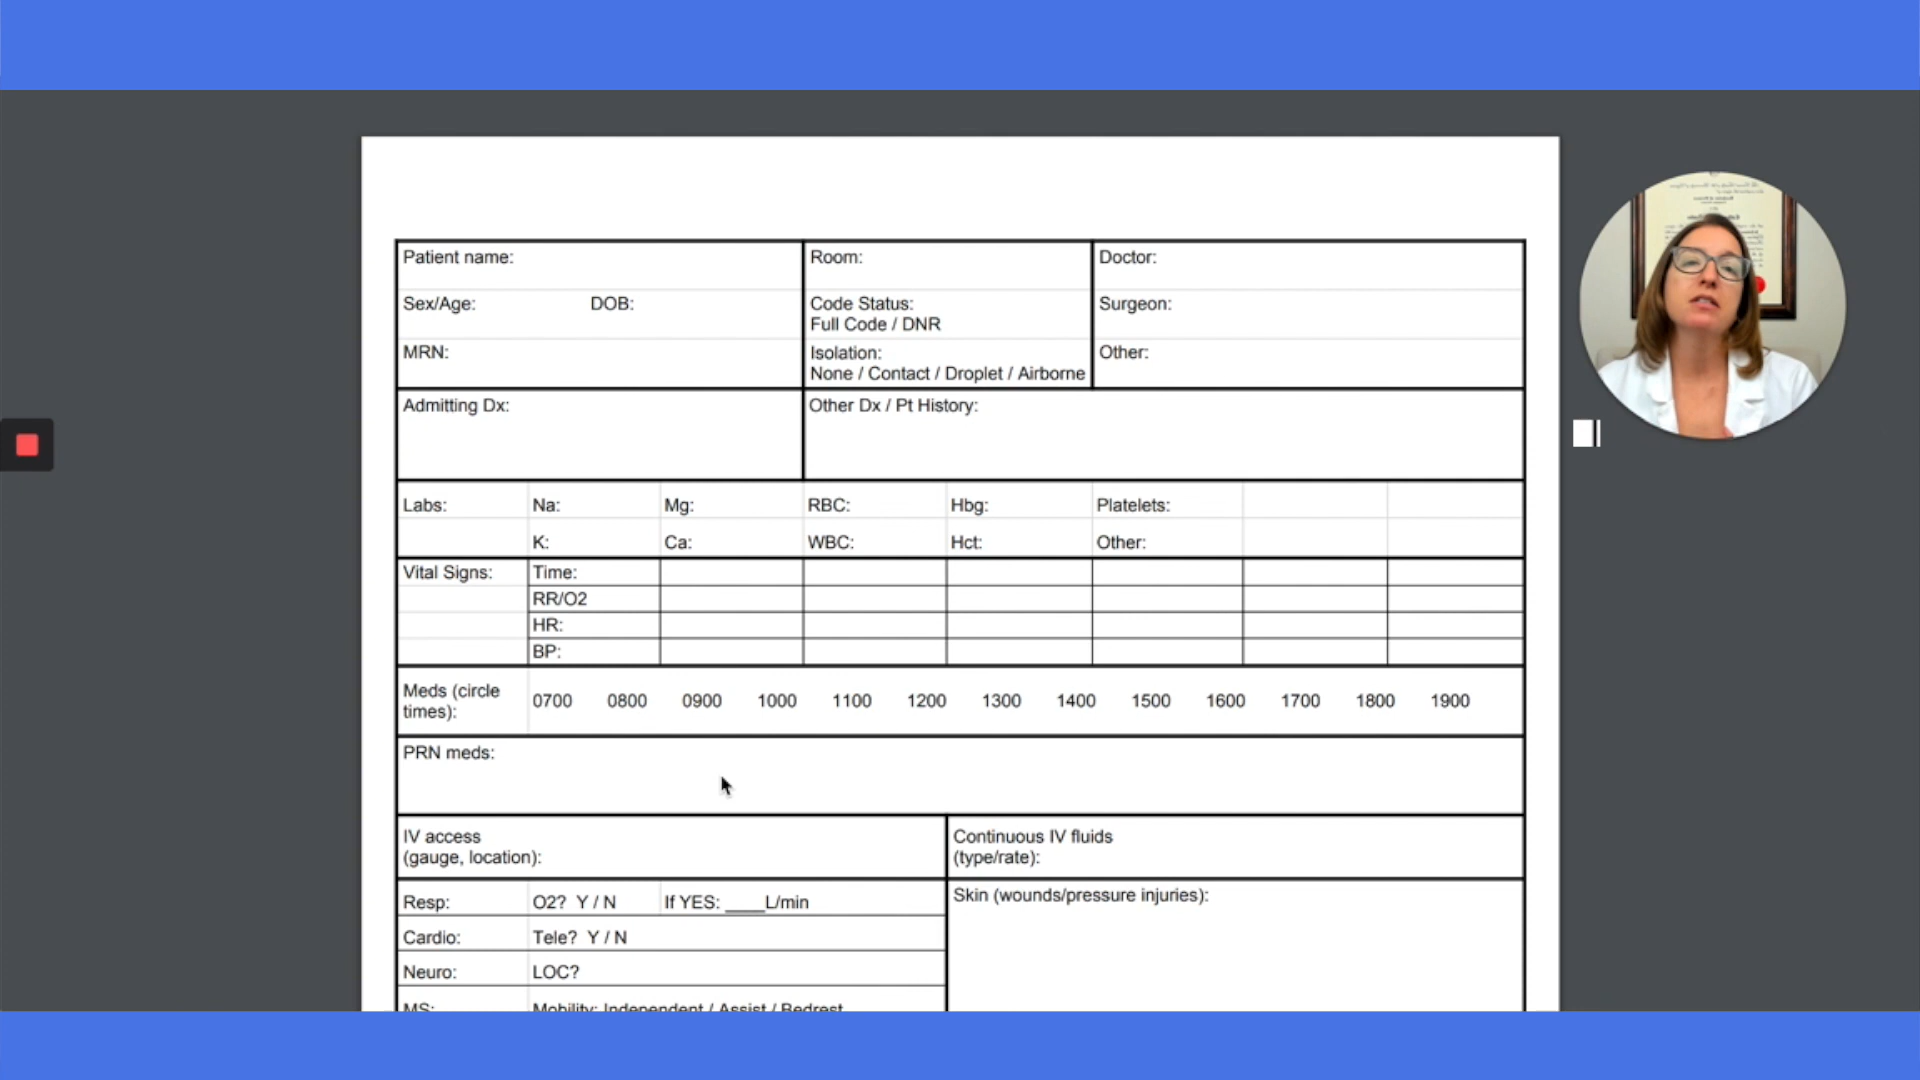 Patient name: Room: Doctor:
Sex/Age: DOB: Code Status: Surgeon:
Full Code / DNR
MRN: Isolation: Other:
None / Contact / Droplet / Airborne
Admitting Dx: Other Dx / Pt History:
Labs: Na: Mg: RBC: Hbg: Platelets:
K: Ca: WBC: Hct: Other:
Vital Signs: Time:
RR/O2
HR:
BP:
Meds (circle times): 0700 0800 0900 1000 1100 1200 1300 1400 1500 1600 1700 1800 1900
PRN meds:
IV access Continuous IV fluids
(gauge, location): (type/rate):
Resp: O2? Y / N If YES: ____L/min Skin (wounds/pressure injuries):
Cardio: Tele? Y / N
Neuro: LOC?
MS: Mobility: Independent / Assist / Bedrest